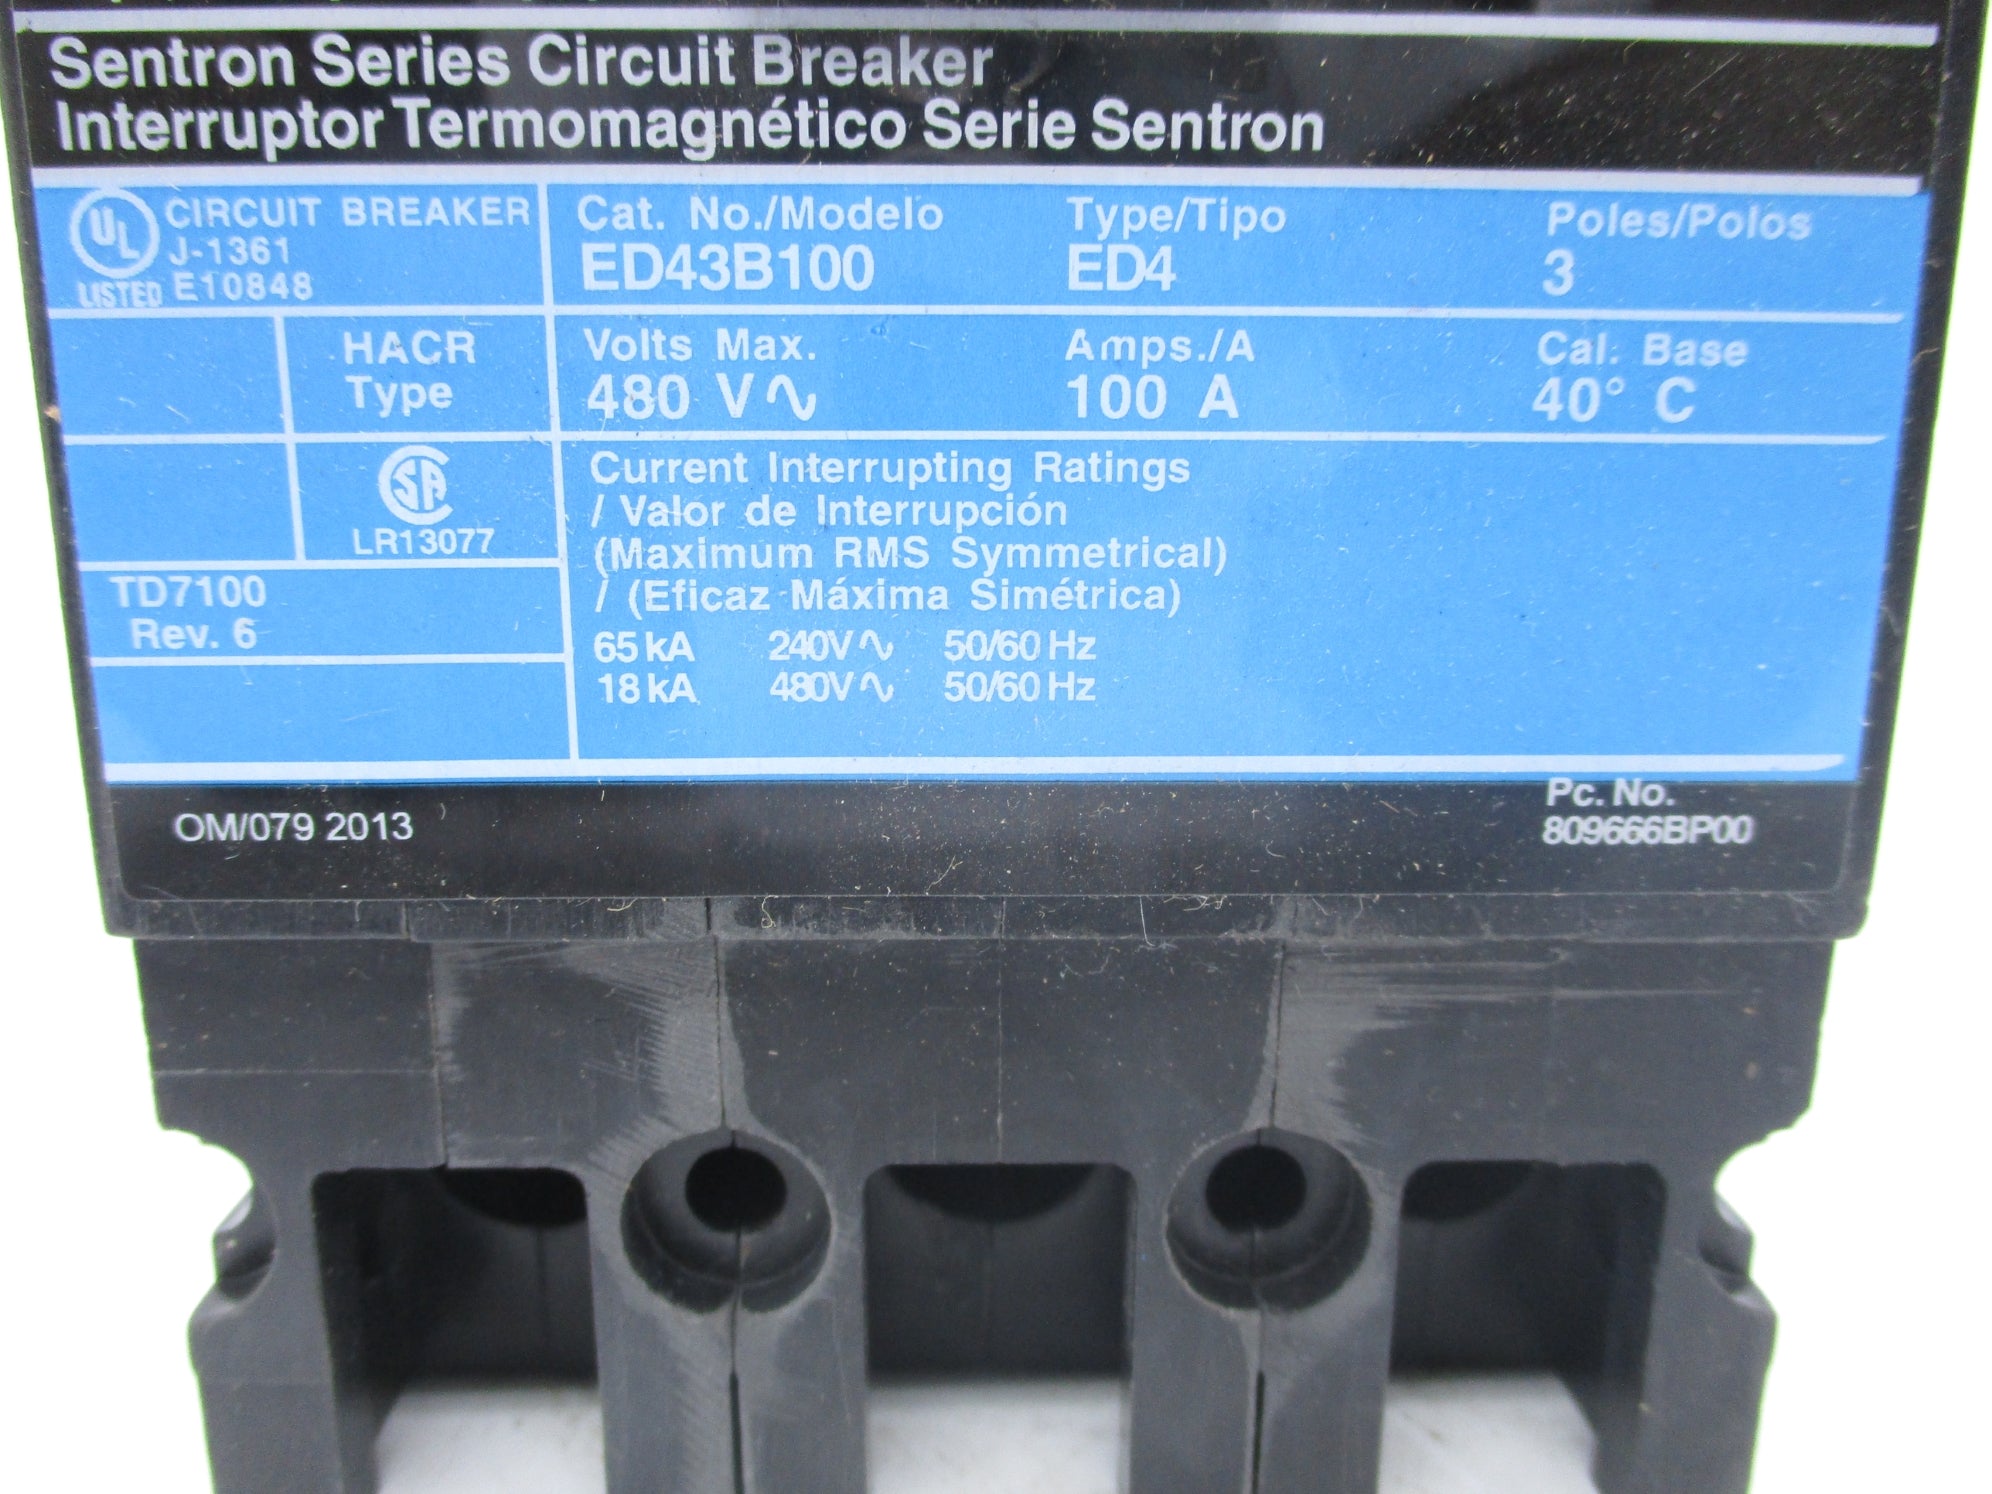 Sentron Series Circuit Breaker
Interruptor Termomagnético Serie Sentron
UL
LISTED
CIRCUIT BREAKER
J-1361
E10848
Cat. No./Modelo
ED43B100
Type/Tipo
ED4
Poles/Polos
3
HACR
Type
Volts Max.
480 V∿
Amps./A
100 A
Cal. Base
40° C
SA
LR13077
TD7100
Rev. 6
Current Interrupting Ratings
/ Valor de Interrupción
(Maximum RMS Symmetrical)
/ (Eficaz Máxima Simétrica)
65 kA 240V∿ 50/60 Hz
18 kA 480V∿ 50/60 Hz
OM/079 2013
Pc. No.
809666BP00